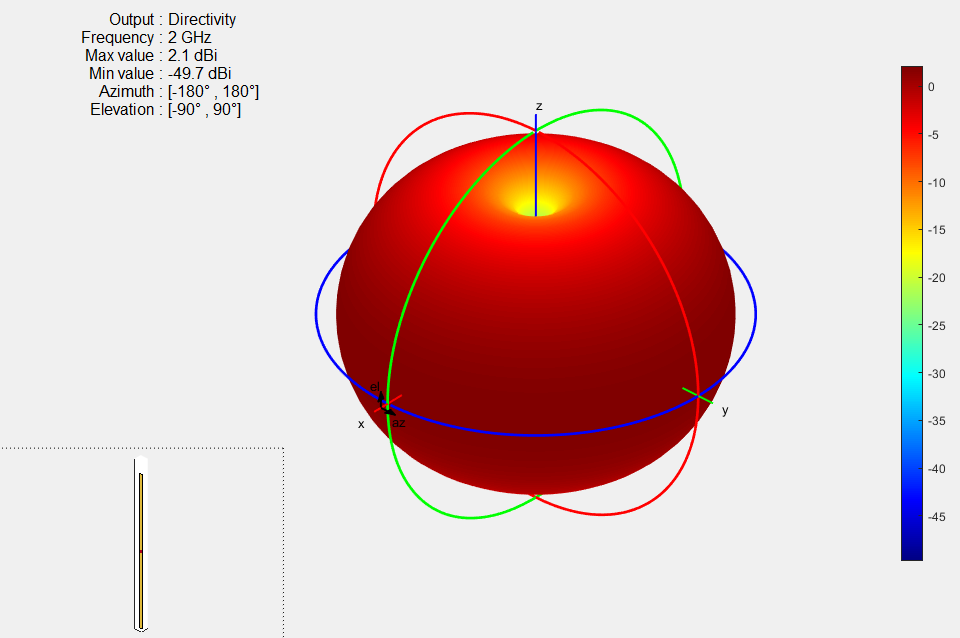 Output : Directivity
Frequency : 2 GHz
Max value : 2.1 dBi
Min value : -49.7 dBi
Azimuth : [-180° , 180°]
Elevation : [-90° , 90°]
z
el
az
x
y
0
-5
-10
-15
-20
-25
-30
-35
-40
-45